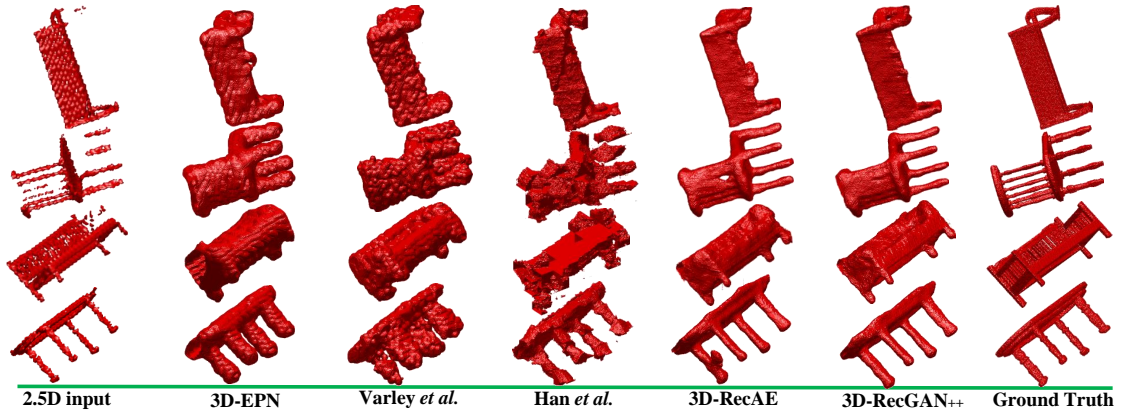 2.5D input 3D-EPN Varley et al. Han et al. 3D-RecAE 3D-RecGAN++ Ground Truth